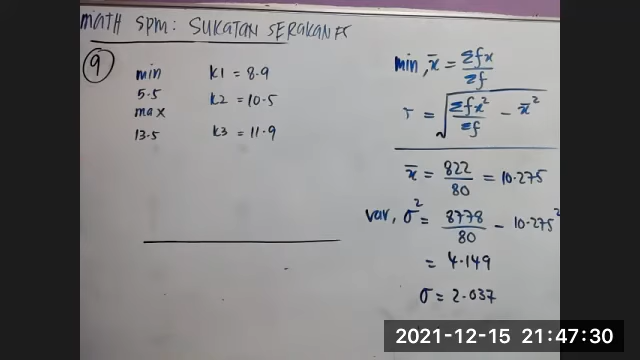 math spm: SUKATAN SERAKAN F5
9
min K1 = 8.9
5.5 K2 = 10.5
max
13.5 K3 = 11.9
min, x̄ = Σfx / Σf
σ = √(Σfx² / Σf − x̄²)
x̄ = 822 / 80 = 10.275
var, σ² = 8778 / 80 − 10.275²
= 4.149
σ = 2.037
2021-12-15 21:47:30